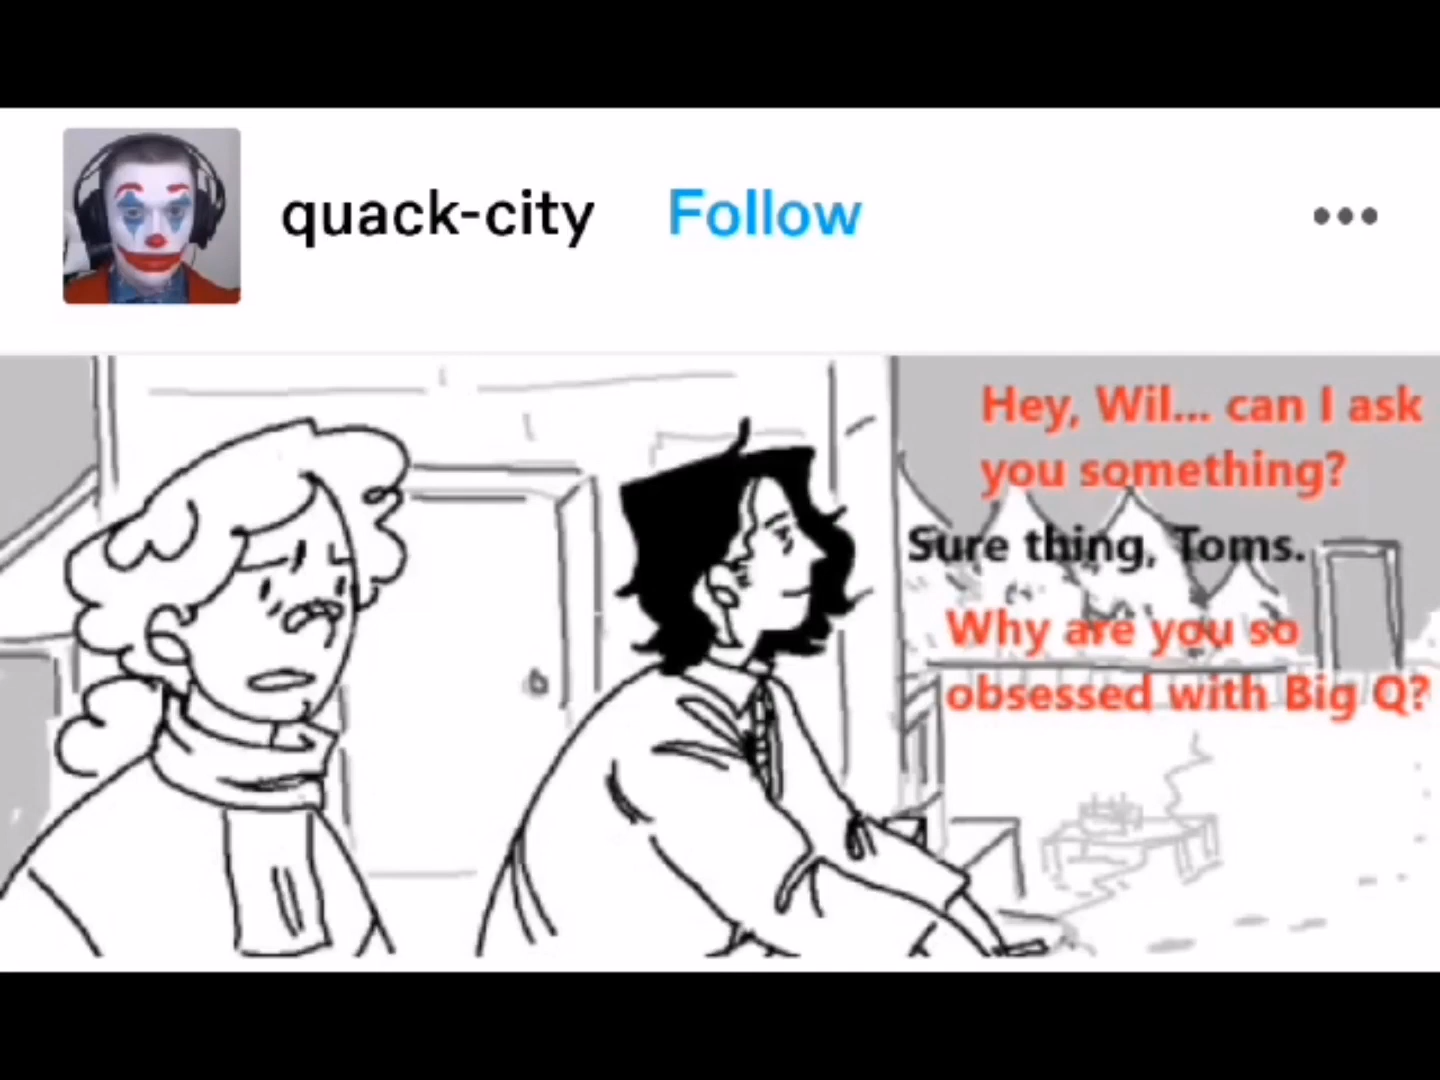 quack-city Follow
Hey, Wil... can I ask
you something?
Sure thing, Toms.
Why are you so
obsessed with Big Q?